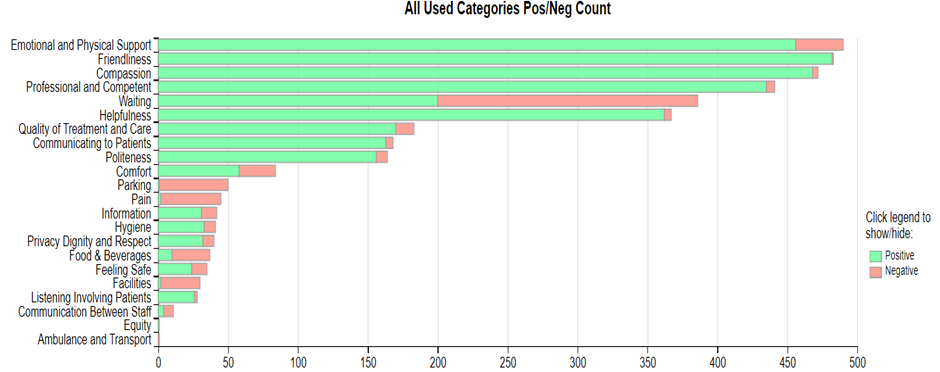 All Used Categories Pos/Neg Count
Emotional and Physical Support
Friendliness
Compassion
Professional and Competent
Waiting
Helpfulness
Quality of Treatment and Care
Communicating to Patients
Politeness
Comfort
Parking
Pain
Information
Hygiene
Privacy Dignity and Respect
Food & Beverages
Feeling Safe
Facilities
Listening Involving Patients
Communication Between Staff
Equity
Ambulance and Transport
0 50 100 150 200 250 300 350 400 450 500
Click legend to
show/hide:
Positive
Negative